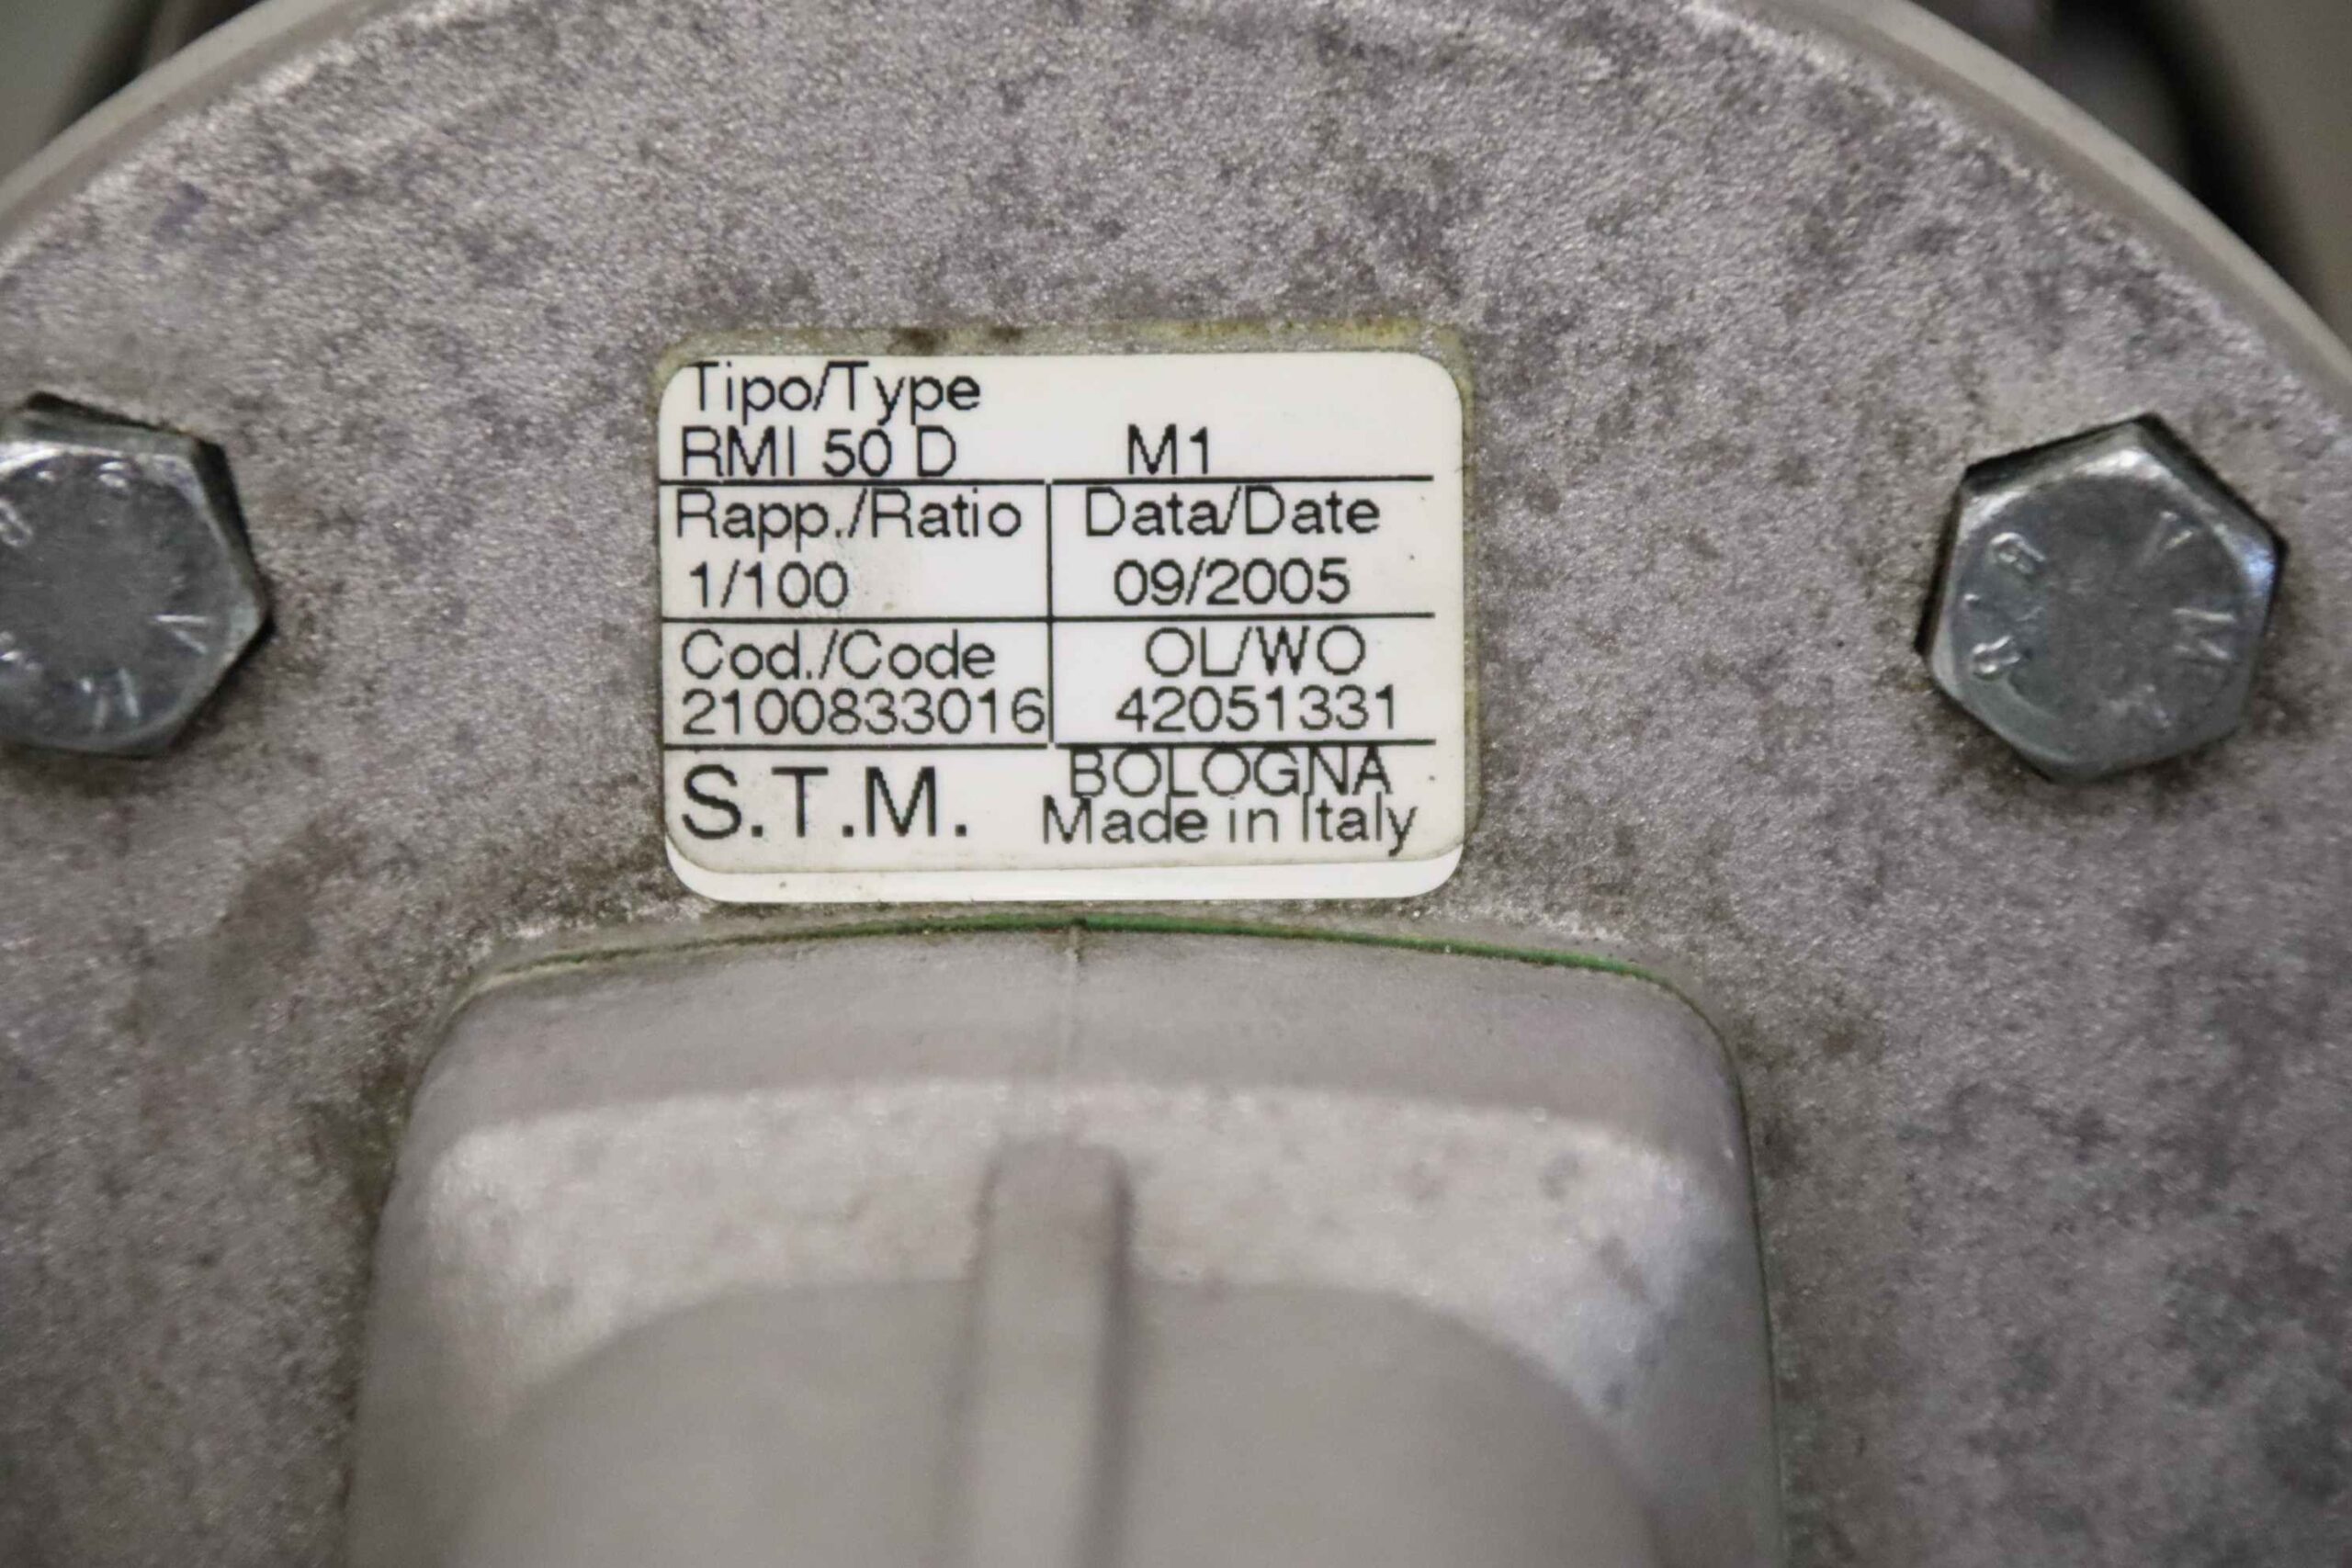 Tipo/Type
RMI 50 D M1
Rapp./Ratio Data/Date
1/100 09/2005
Cod./Code OL/WO
2100833016 42051331
S.T.M. BOLOGNA
Made in Italy